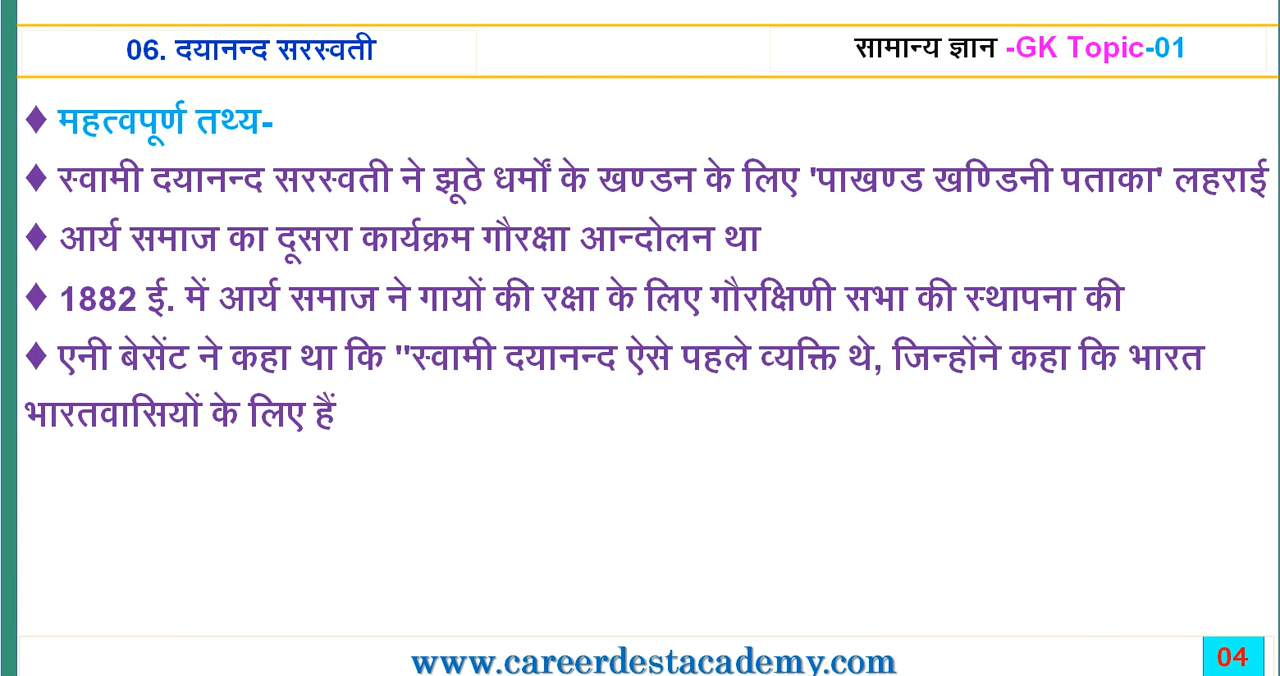 06. दयानन्द सरस्वती
सामान्य ज्ञान -GK Topic-01
♦ महत्वपूर्ण तथ्य-
♦ स्वामी दयानन्द सरस्वती ने झूठे धर्मों के खण्डन के लिए 'पाखण्ड खण्डिनी पताका' लहराई
♦ आर्य समाज का दूसरा कार्यक्रम गौरक्षा आन्दोलन था
♦ 1882 ई. में आर्य समाज ने गायों की रक्षा के लिए गौरक्षिणी सभा की स्थापना की
♦ एनी बेसेंट ने कहा था कि "स्वामी दयानन्द ऐसे पहले व्यक्ति थे, जिन्होंने कहा कि भारत
भारतवासियों के लिए हैं
www.careerdestacademy.com
04